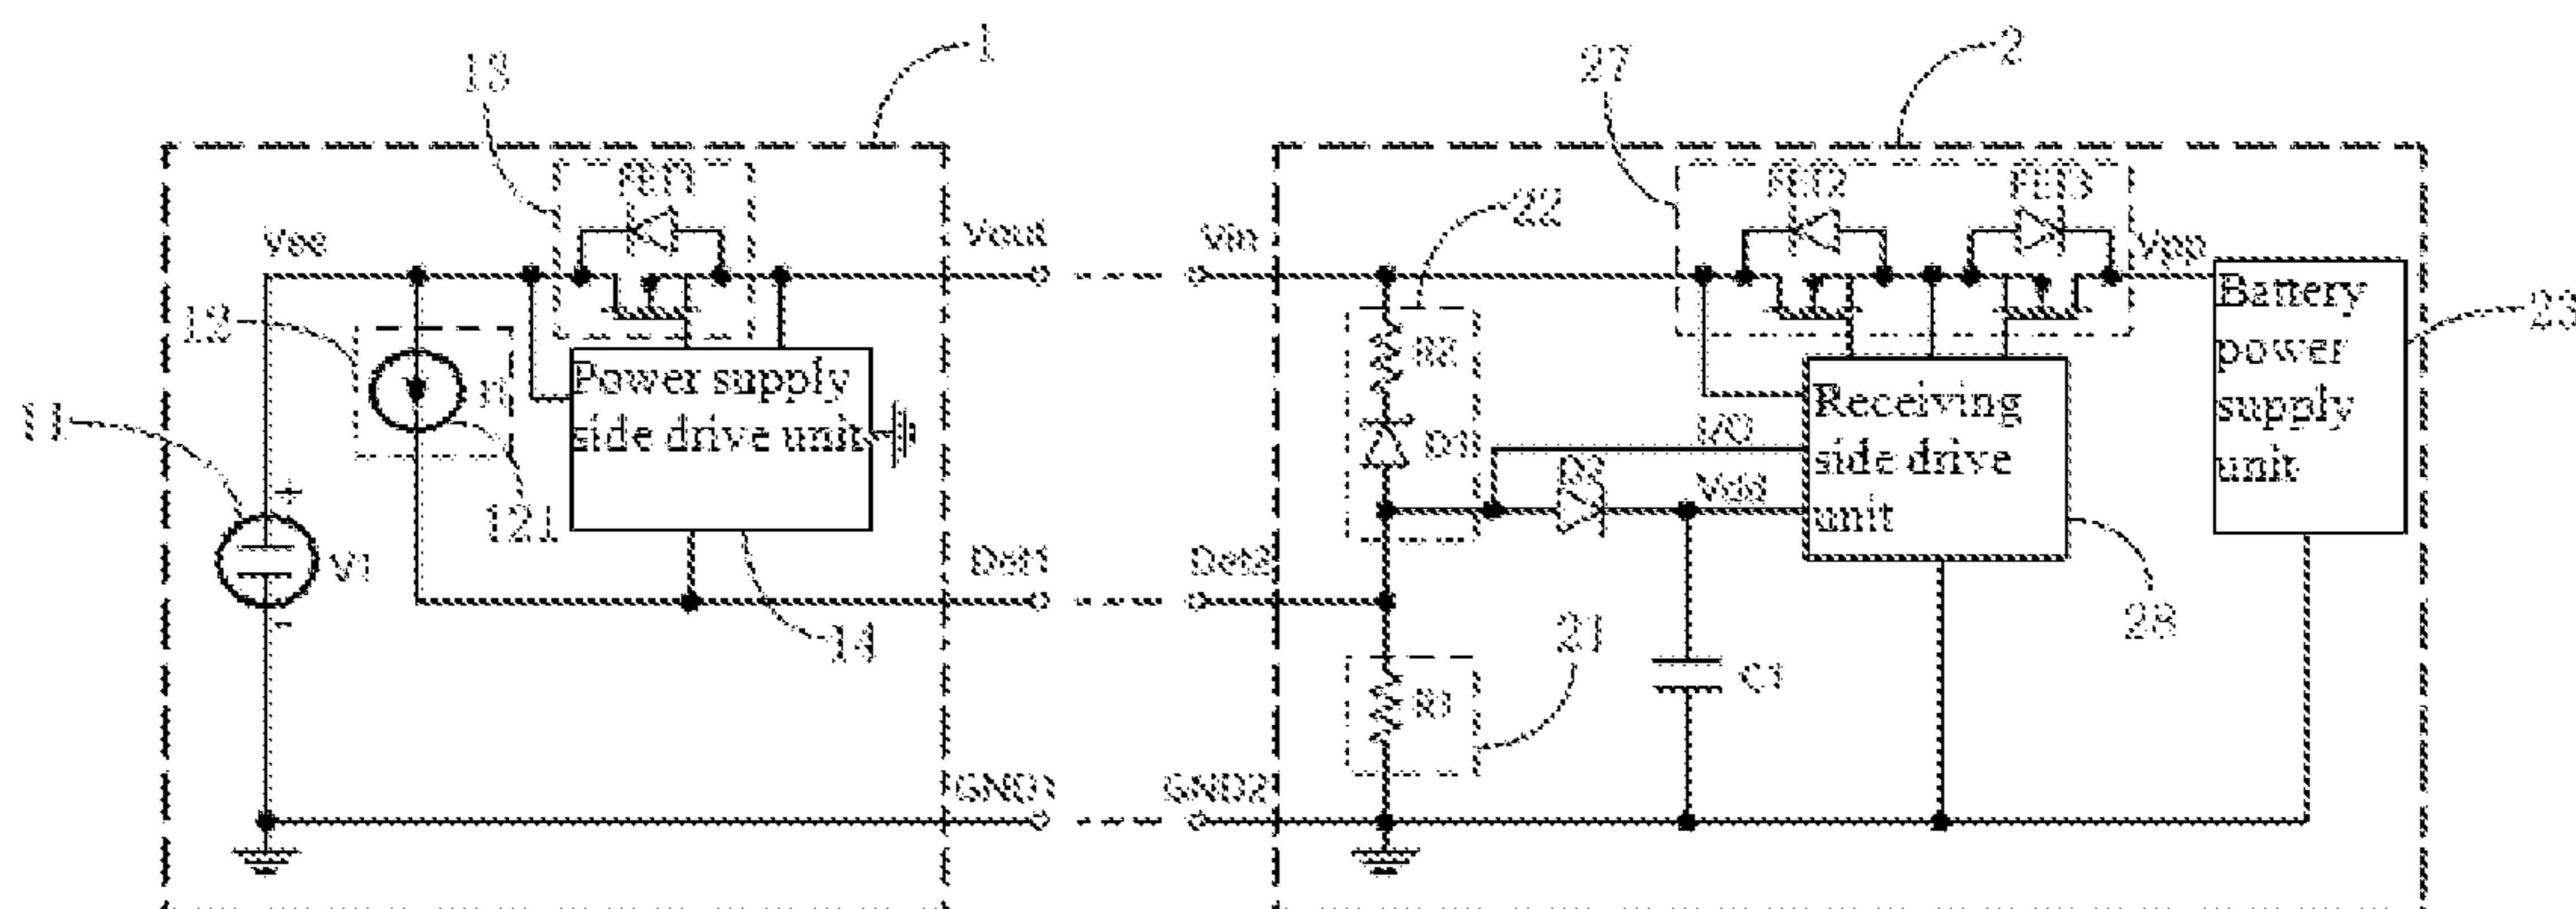 1
2
13
27
FET1
FET2
FET3
22
Vout
Vin
Vpp
12
R2
Battery
power
supply
unit
23
Power supply
side drive unit
11
I/O
D1
Receiving
side drive
unit
D2
Vdd
121
V1
+
-
Det1
Det2
14
21
28
R1
C1
GND1
GND2